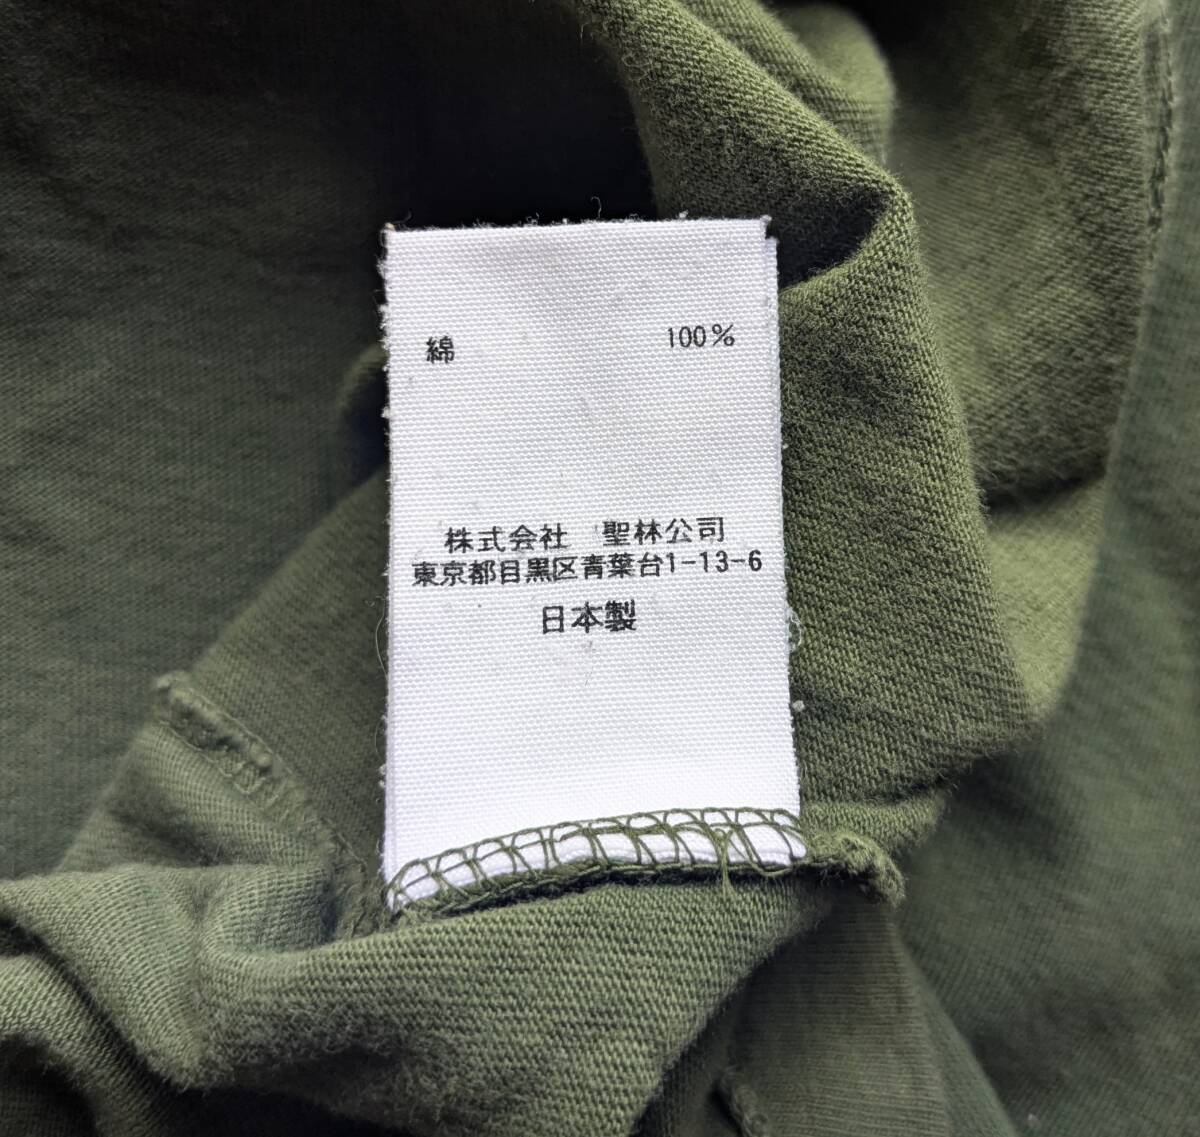 綿 100%
株式会社 聖林公司
東京都目黒区青葉台1-13-6
日本製